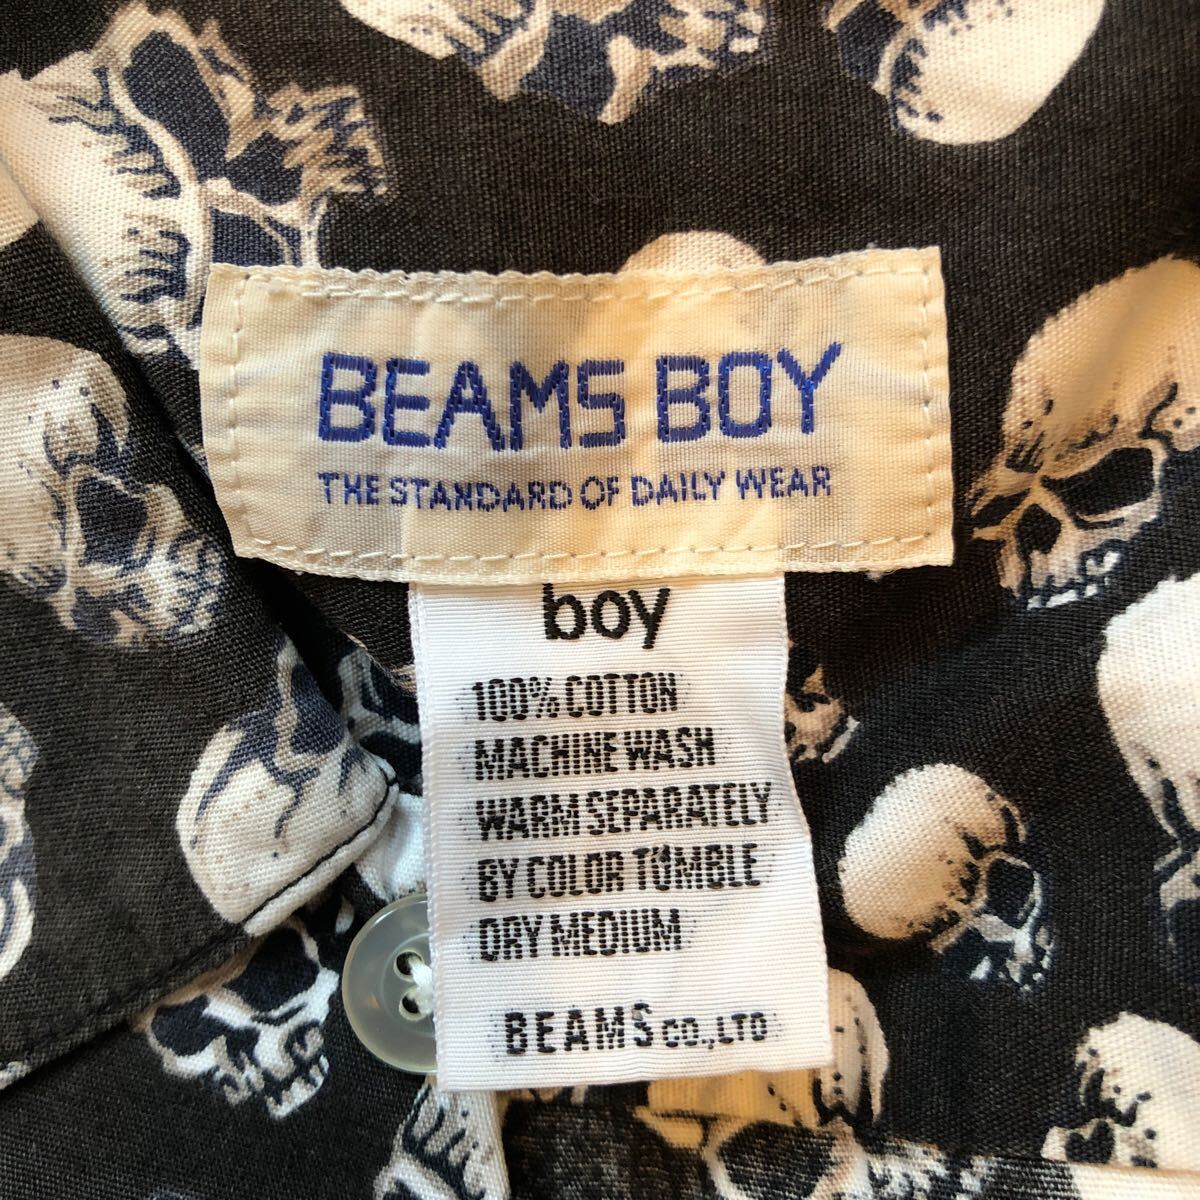 BEAMS BOY
THE STANDARD OF DAILY WEAR
boy
100% COTTON
MACHINE WASH
WARM SEPARATELY
BY COLOR TUMBLE
DRY MEDIUM
BEAMS CO.,LTD